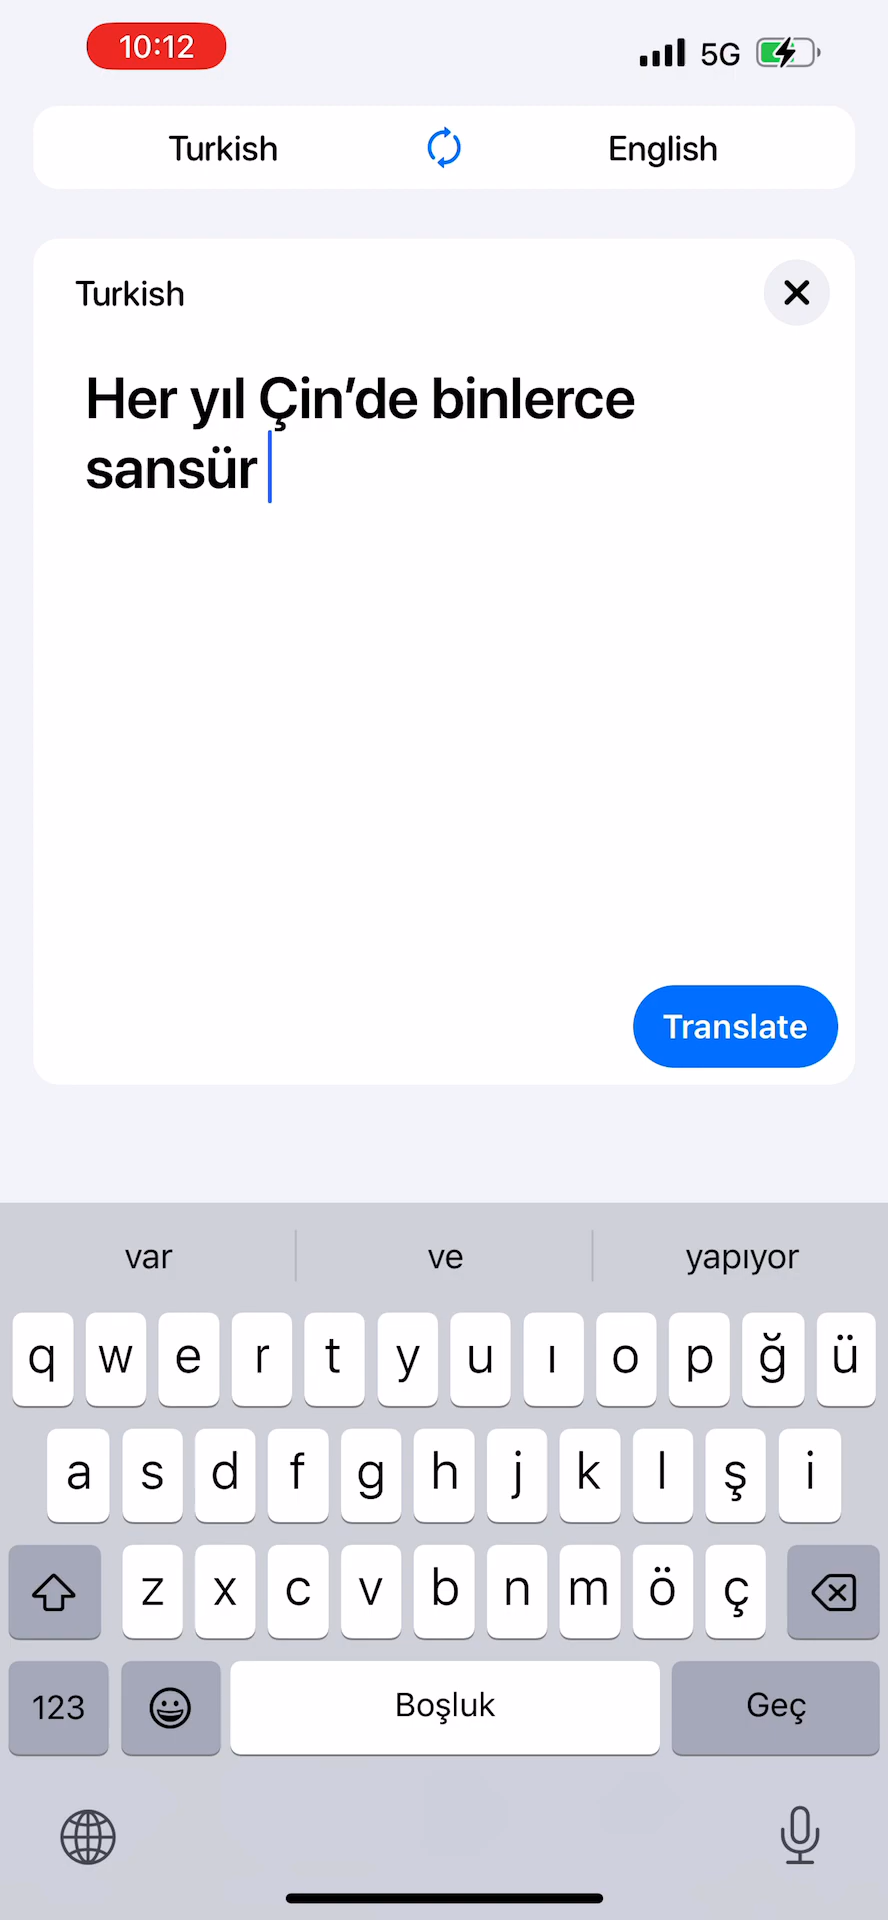 10:12
5G
Turkish
English
Turkish
Her yıl Çin’de binlerce
sansür
Translate
var
ve
yapıyor
q w e r t y u ı o p ğ ü
a s d f g h j k l ş i
z x c v b n m ö ç
123
Boşluk
Geç